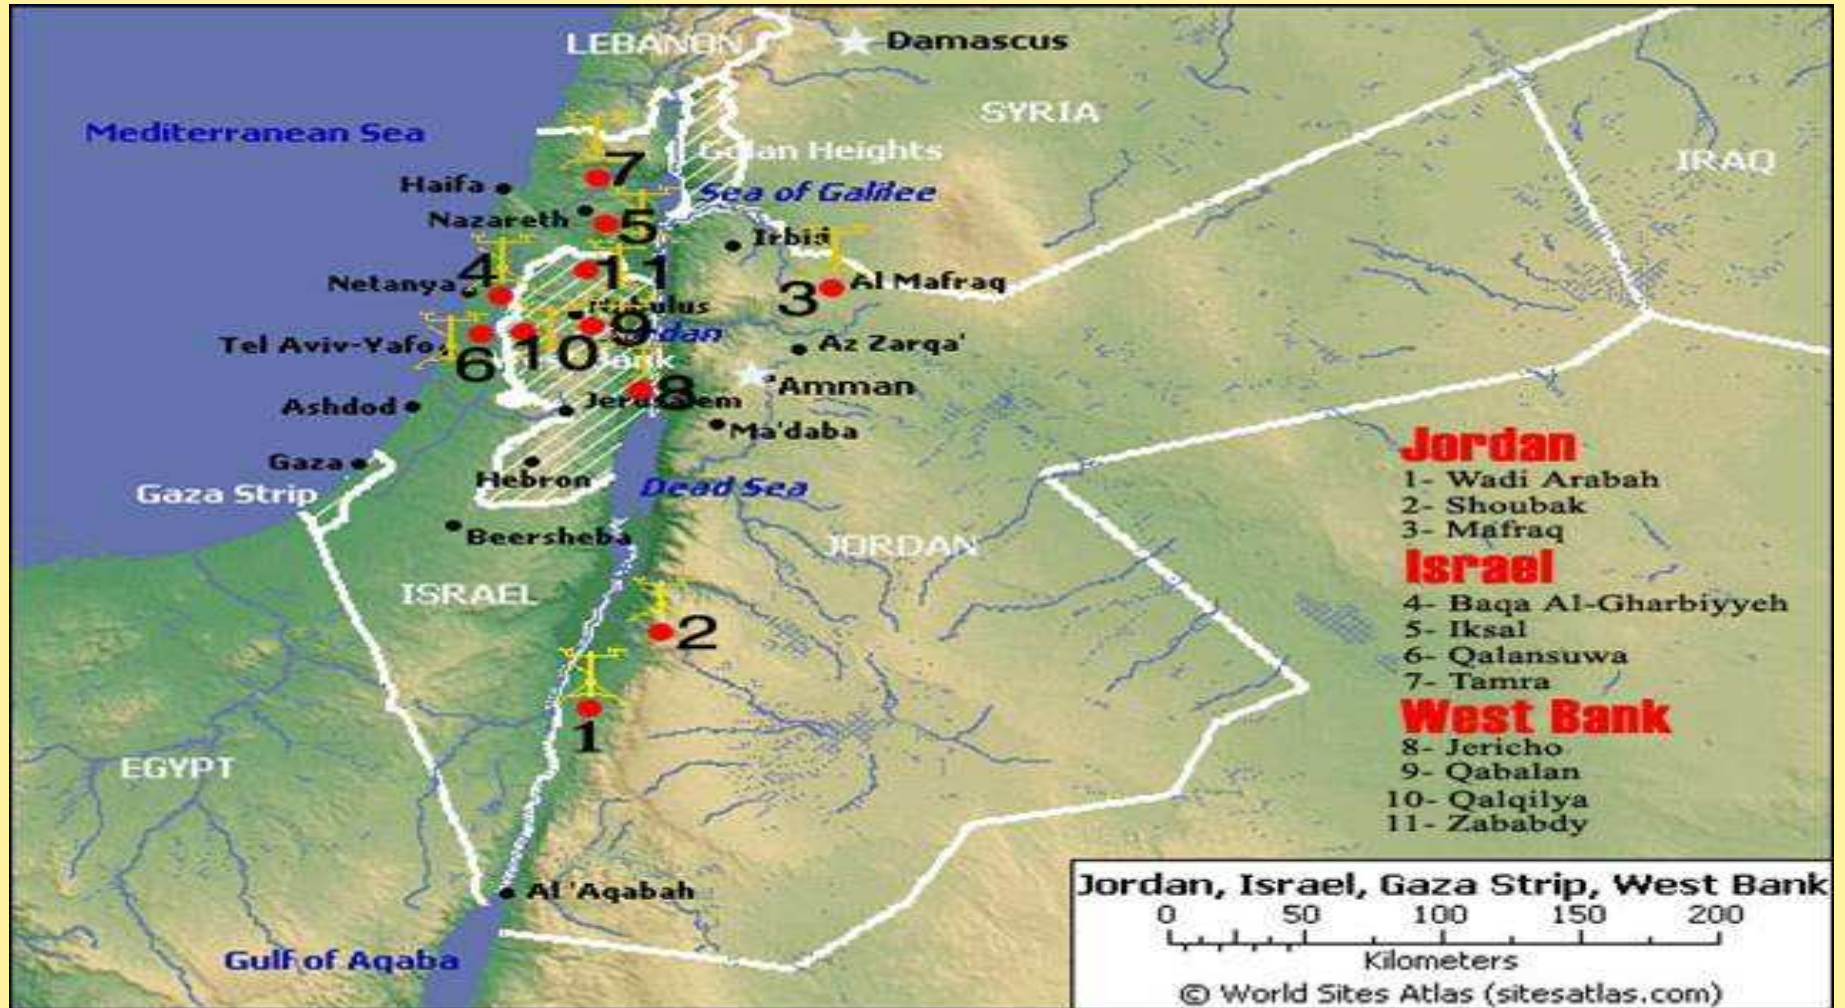 LEBANON
Damascus
SYRIA
Mediterranean Sea
Golan Heights
IRAQ
7
Haifa
Sea of Galilee
Nazareth
5
Irbid
4
11
Netanya
3
Al Mafraq
9
Tel Aviv-Yafo
6
10
Az Zarqa'
8
Amman
Ashdod
Jerusalem
Ma'daba
Jordan
1- Wadi Arabah
2- Shoubak
3- Mafraq
Israel
4- Baqa Al-Gharbiyyeh
5- Iksal
6- Qalansuwa
7- Tamra
West Bank
8- Jericho
9- Qabalan
10- Qalqilya
11- Zababdy
Gaza
Hebron
Gaza Strip
Dead Sea
Beersheba
JORDAN
ISRAEL
2
1
EGYPT
Al 'Aqabah
Gulf of Aqaba
Jordan, Israel, Gaza Strip, West Bank
0 50 100 150 200
Kilometers
© World Sites Atlas (sitesatlas.com)